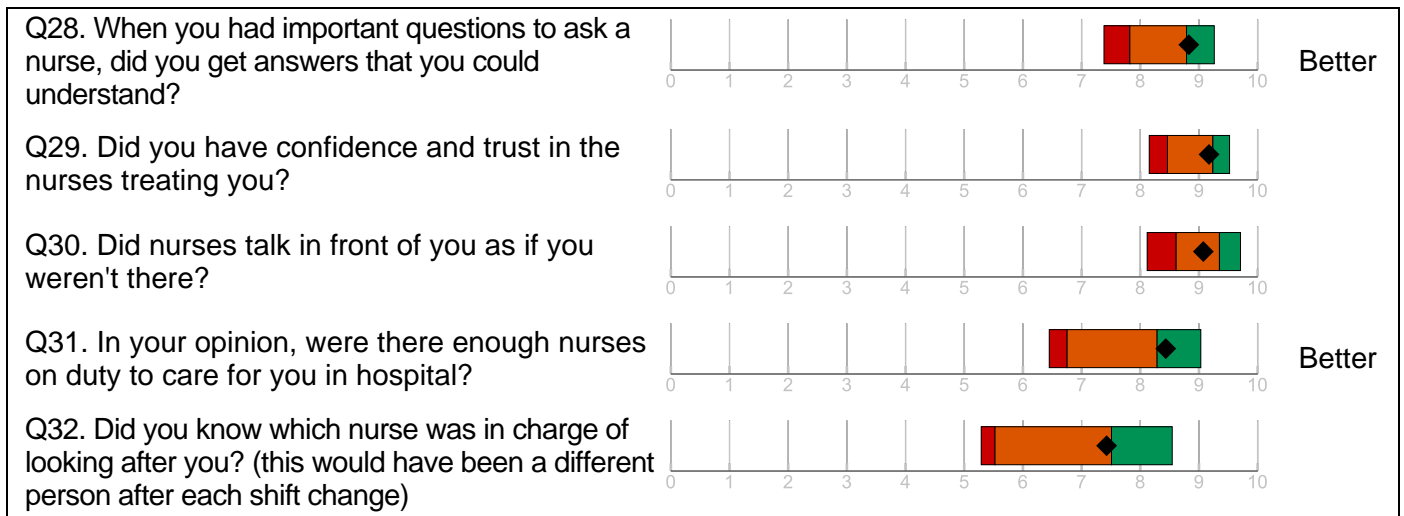 Q28. When you had important questions to ask a
nurse, did you get answers that you could
understand?
0 1 2 3 4 5 6 7 8 9 10
Better
Q29. Did you have confidence and trust in the
nurses treating you?
0 1 2 3 4 5 6 7 8 9 10
Q30. Did nurses talk in front of you as if you
weren't there?
0 1 2 3 4 5 6 7 8 9 10
Q31. In your opinion, were there enough nurses
on duty to care for you in hospital?
0 1 2 3 4 5 6 7 8 9 10
Better
Q32. Did you know which nurse was in charge of
looking after you? (this would have been a different
person after each shift change)
0 1 2 3 4 5 6 7 8 9 10